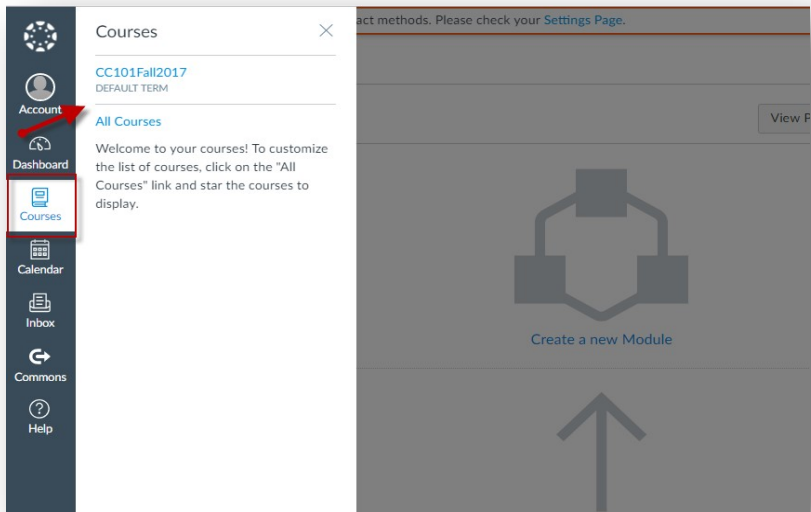 Account
Dashboard
Courses
Calendar
Inbox
Commons
Help
Courses
CC101Fall2017
DEFAULT TERM
All Courses
Welcome to your courses! To customize
the list of courses, click on the "All
Courses" link and star the courses to
display.
act methods. Please check your Settings Page.
View P
Create a new Module